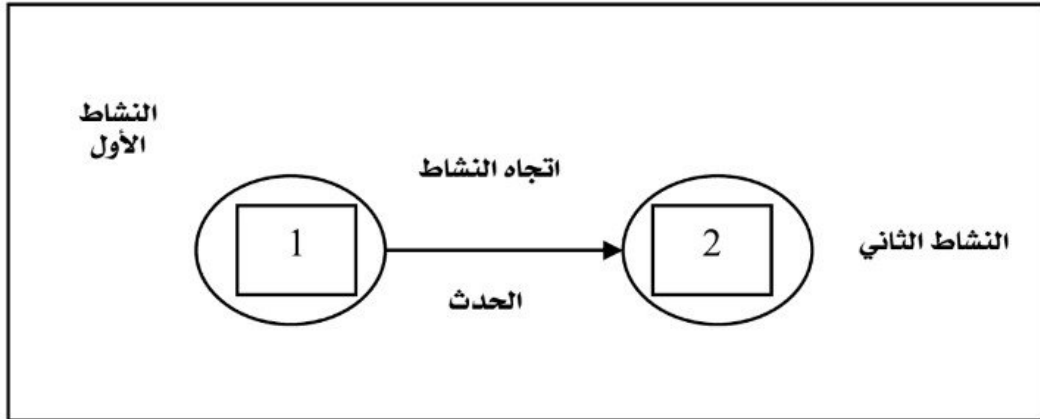 النشاط
الأول
اتجاه النشاط
1
2
النشاط الثاني
الحدث